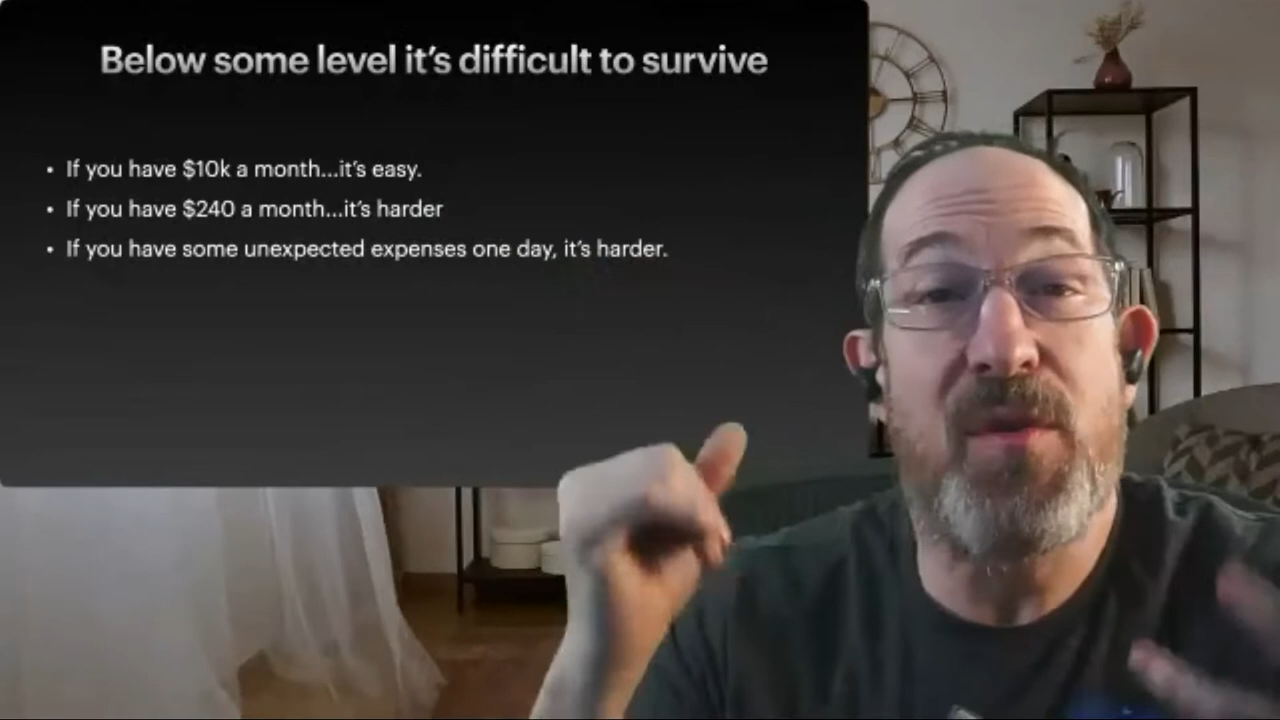 Below some level it’s difficult to survive
• If you have $10k a month...it’s easy.
• If you have $240 a month...it’s harder
• If you have some unexpected expenses one day, it’s harder.